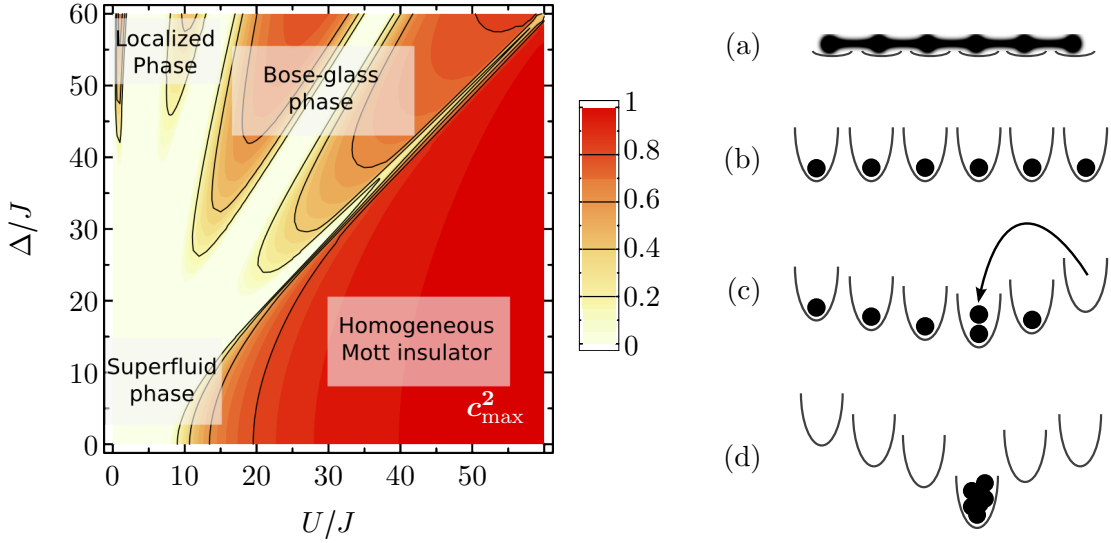 60
50
40
30
20
10
0
Δ/J
Localized
Phase
Bose-glass
phase
Homogeneous
Mott insulator
Superfluid
phase
c²max
0
10
20
30
40
50
U/J
1
0.8
0.6
0.4
0.2
0
(a)
(b)
(c)
(d)